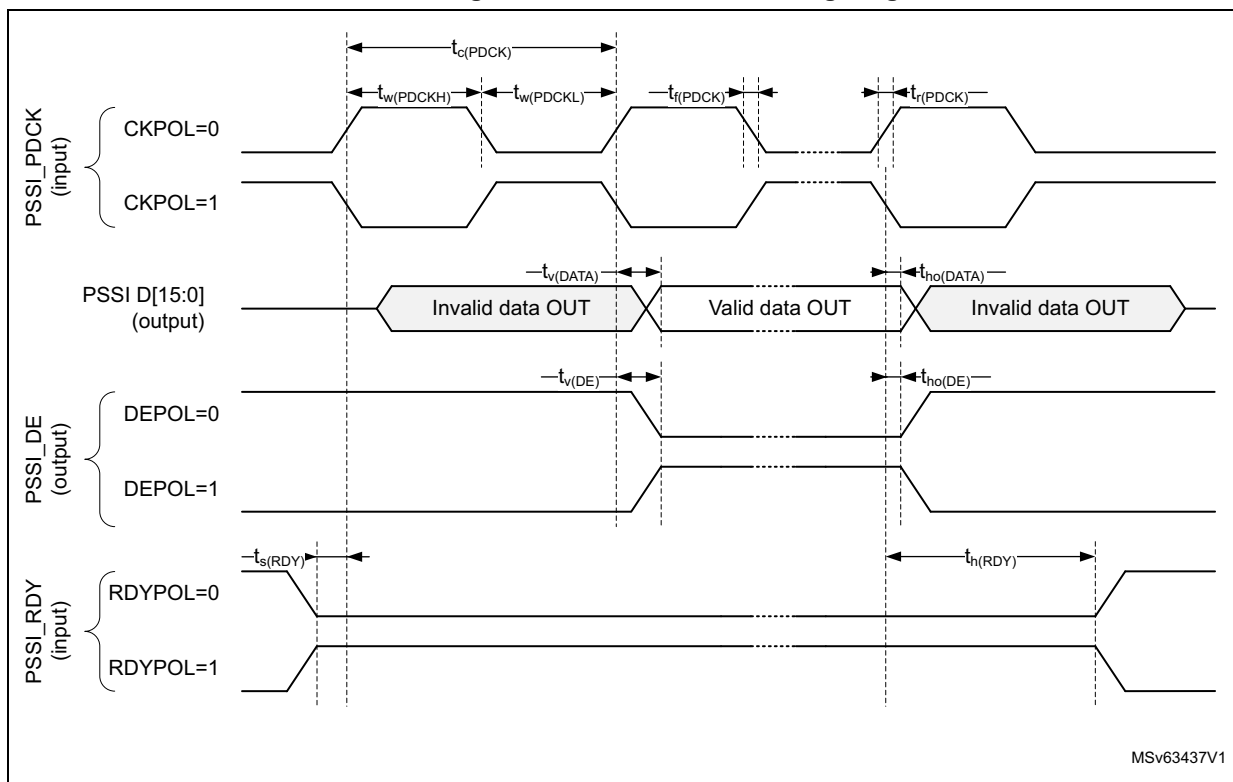 tc(PDCK)
tw(PDCKH)
tw(PDCKL)
tf(PDCK)
tr(PDCK)
PSSI_PDCK
(input)
CKPOL=0
CKPOL=1
tv(DATA)
tho(DATA)
PSSI D[15:0]
(output)
Invalid data OUT
Valid data OUT
Invalid data OUT
tv(DE)
tho(DE)
PSSI_DE
(output)
DEPOL=0
DEPOL=1
ts(RDY)
th(RDY)
PSSI_RDY
(input)
RDYPOL=0
RDYPOL=1
MSv63437V1